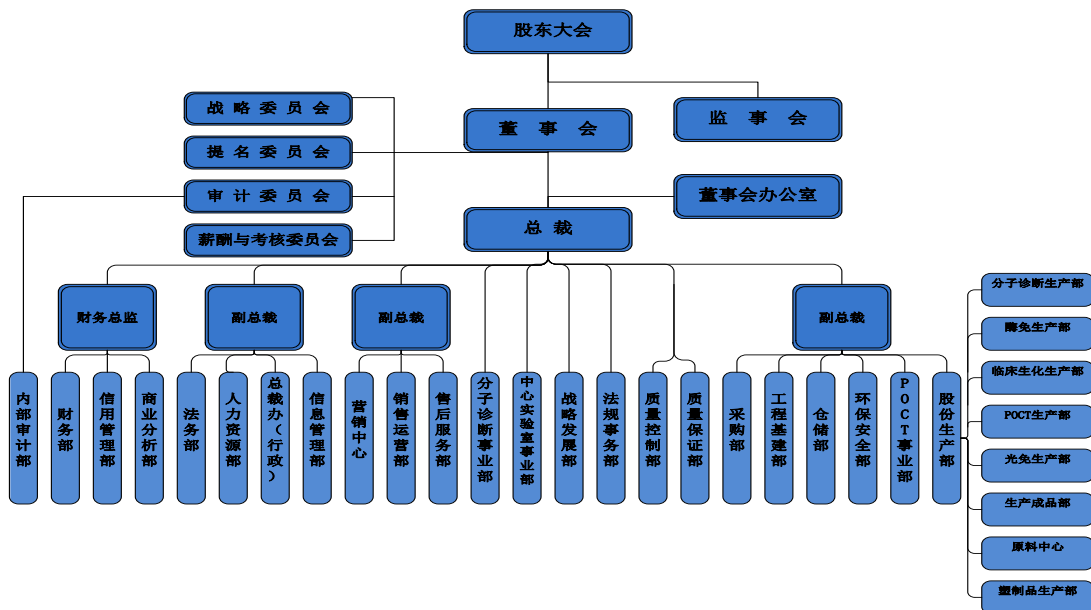 股东大会
董 事 会
监 事 会
战 略 委 员 会
提 名 委 员 会
审 计 委 员 会
薪酬与考核委员会
董事会办公室
总 裁
财务总监
副总裁
副总裁
副总裁
内部审计部
财务部
信用管理部
商业分析部
法务部
人力资源部
总裁办（行政）
信息管理部
营销中心
销售运营部
售后服务部
分子诊断事业部
中心实验室事业部
战略发展部
法规事务部
质量控制部
质量保证部
采购部
工程基建部
仓储部
环保安全部
POCT事业部
股份生产部
分子诊断生产部
酶免生产部
临床生化生产部
POCT生产部
光免生产部
生产成品部
原料中心
塑制品生产部